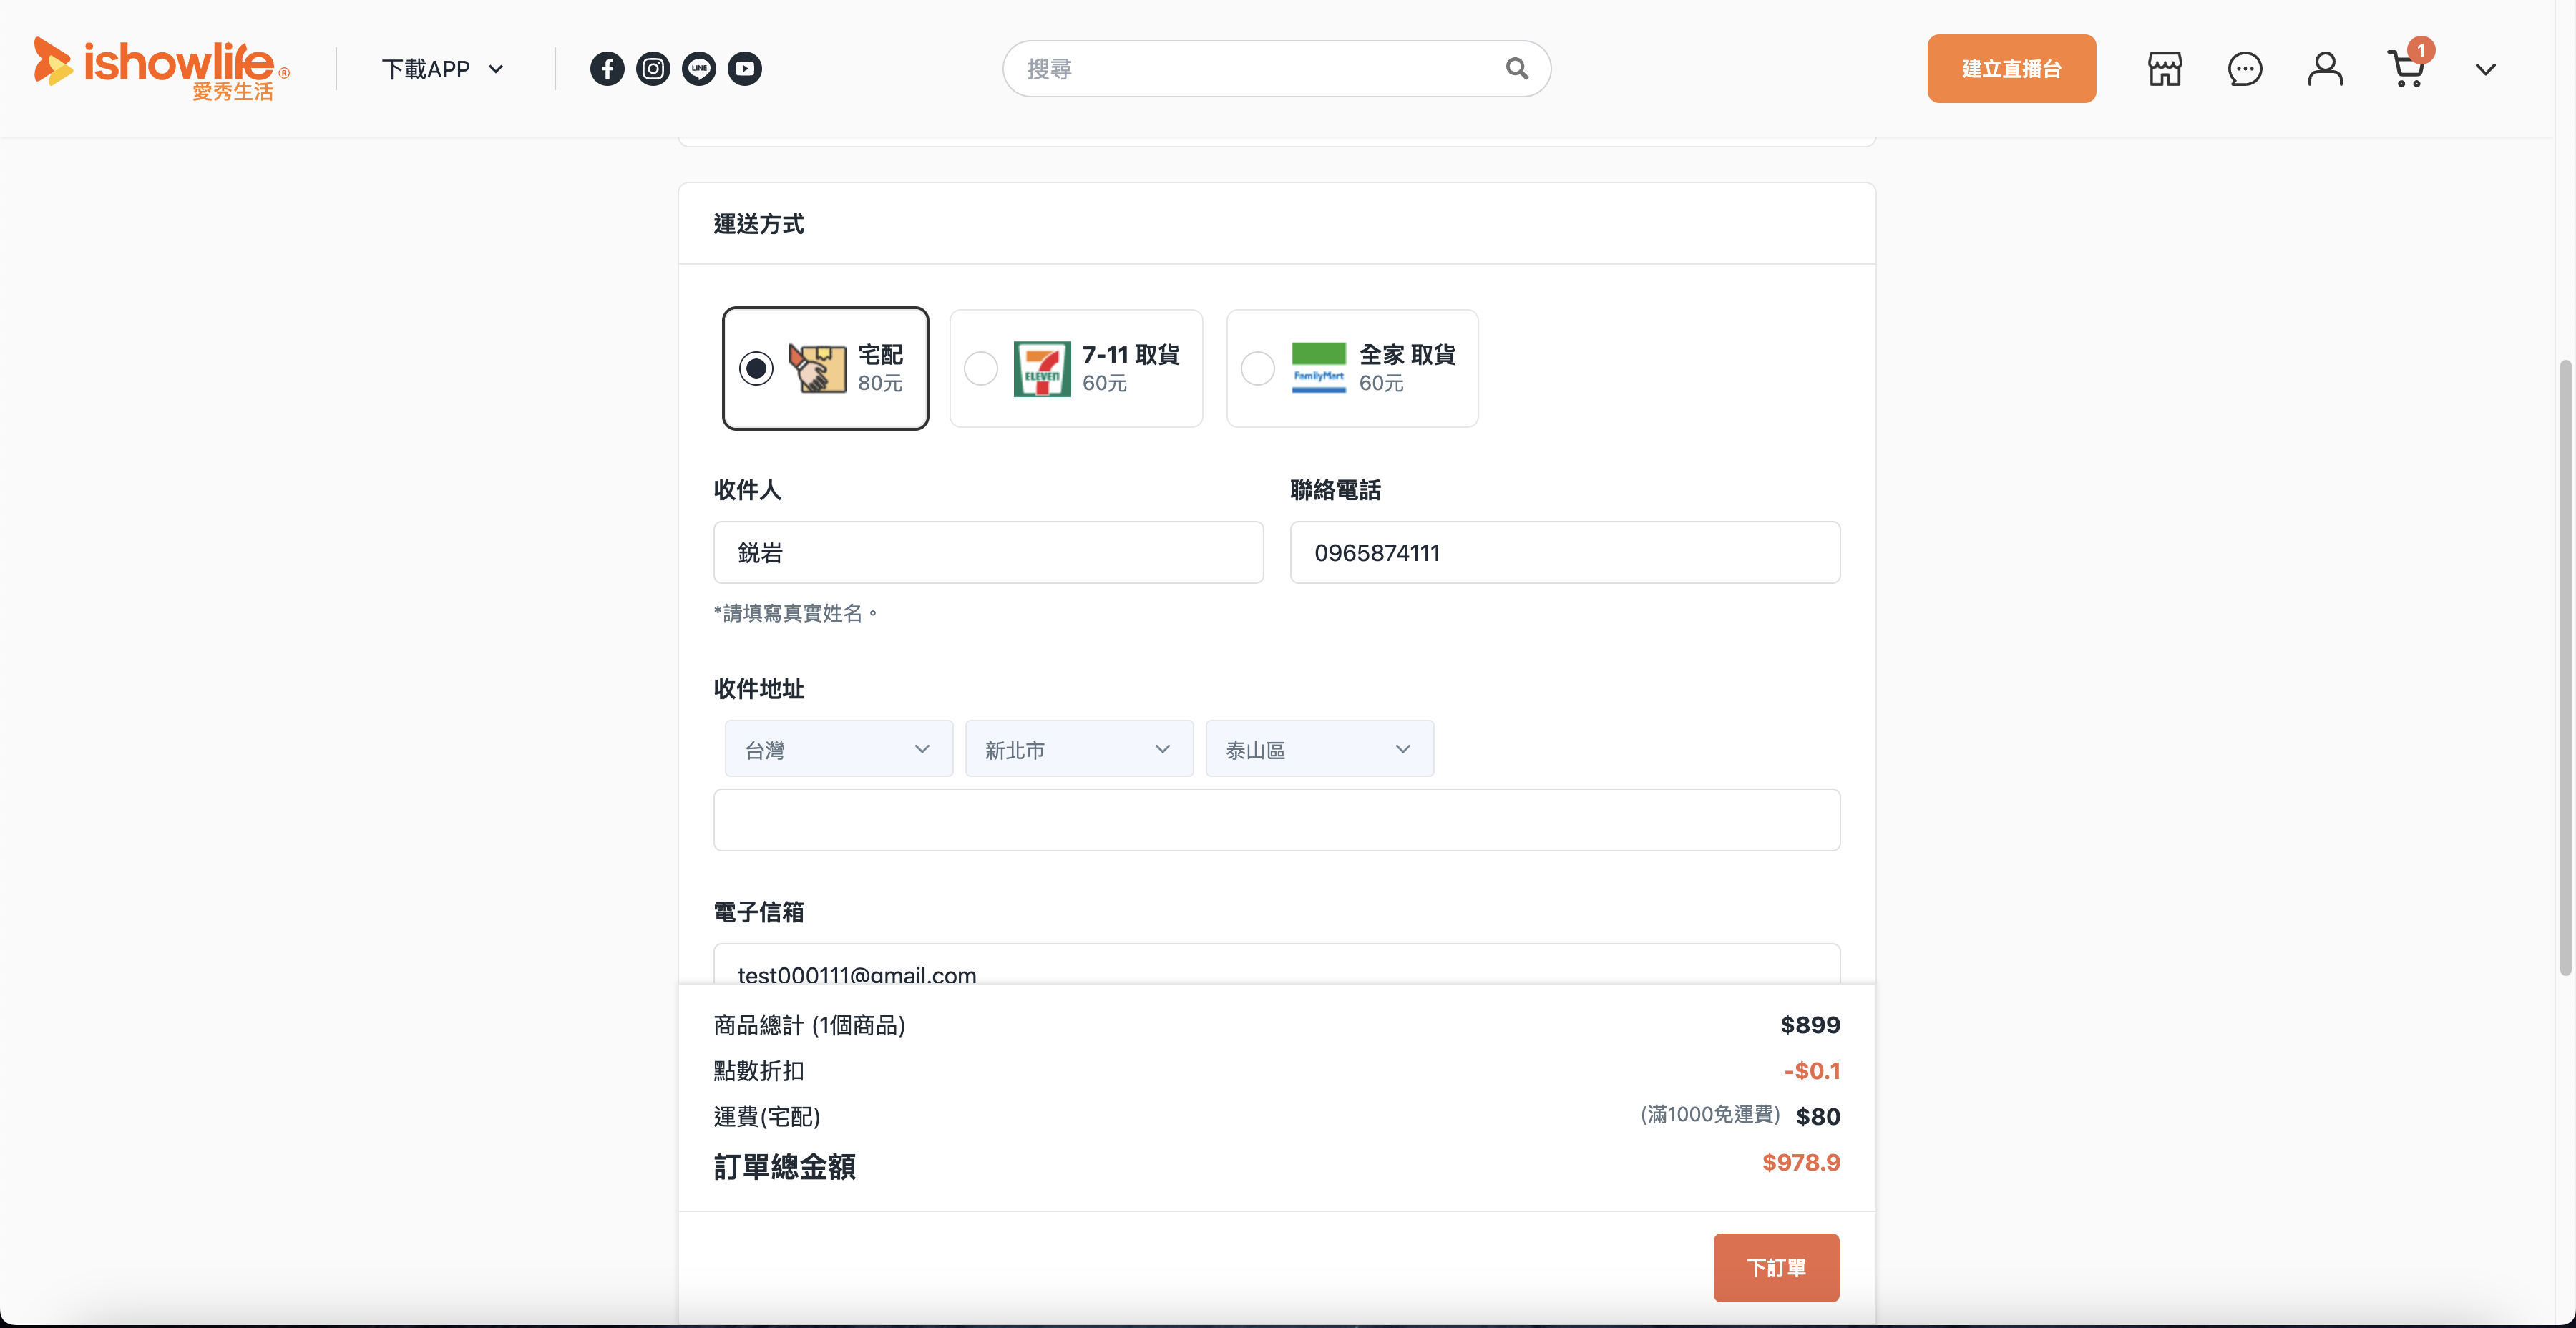 ishowlife®
愛秀生活
下載APP
LINE
搜尋
建立直播台
1
運送方式
宅配
80元
ELEVEN
7-11 取貨
60元
FamilyMart
全家 取貨
60元
收件人
聯絡電話
鋭岩
0965874111
*請填寫真實姓名。
收件地址
台灣
新北市
泰山區
電子信箱
test000111@gmail.com
商品總計 (1個商品)
$899
點數折扣
-$0.1
運費(宅配)
(滿1000免運費) $80
訂單總金額
$978.9
下訂單